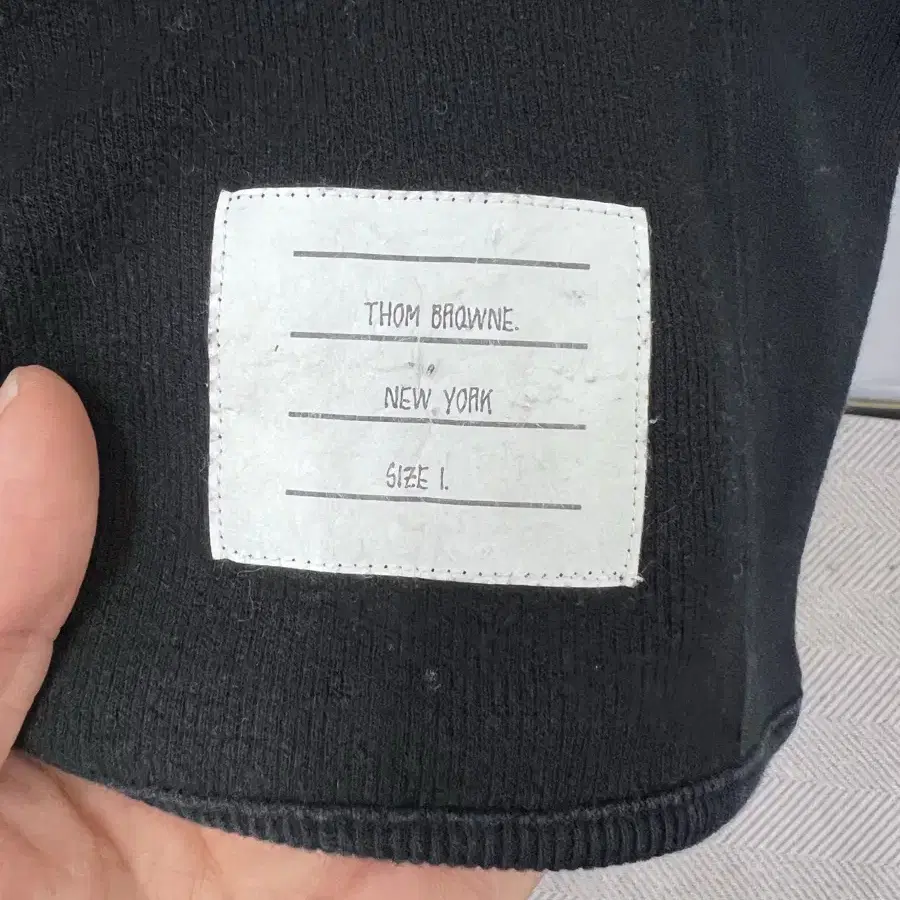 THOM BROWNE.
NEW YORK
SIZE 1.